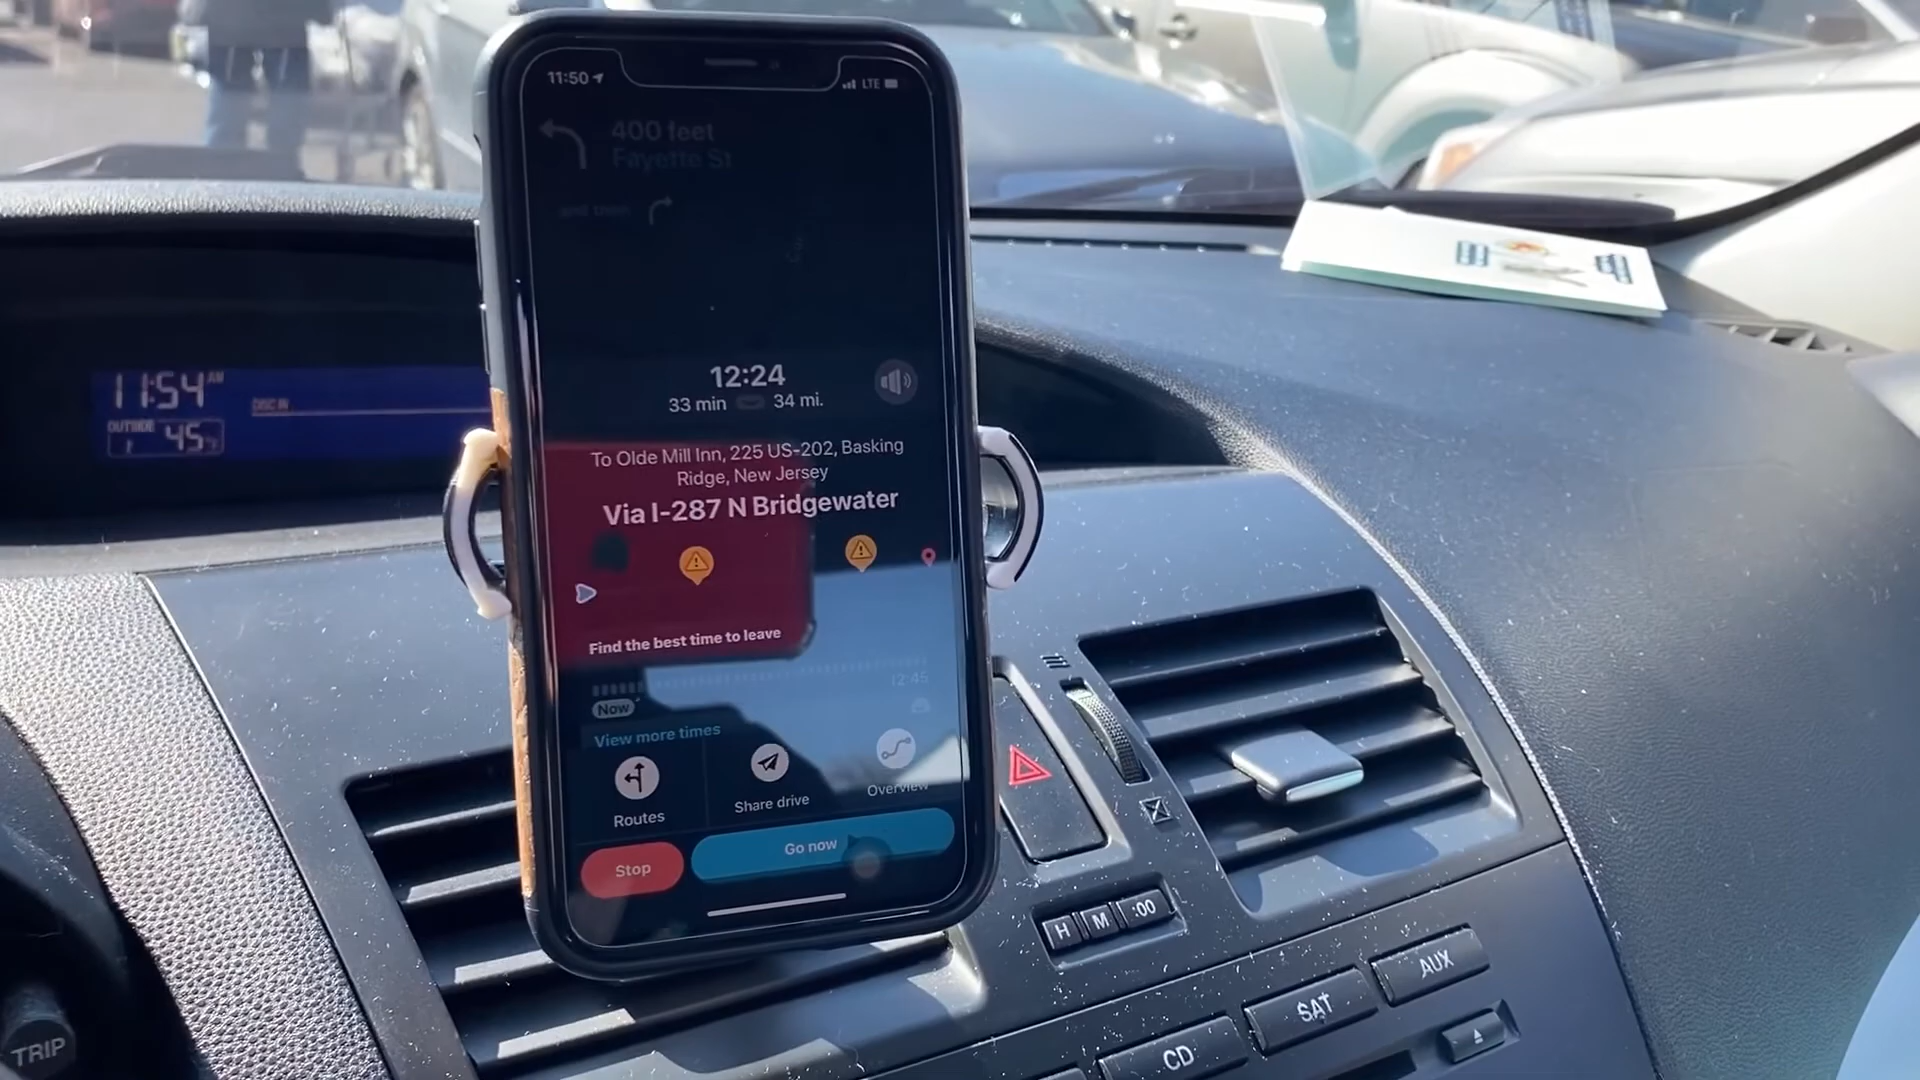 11:50
LTE
400 feet
Fayette St
and then
12:24
33 min 34 mi.
To Olde Mill Inn, 225 US-202, Basking
Ridge, New Jersey
Via I-287 N Bridgewater
Find the best time to leave
12:45
Now
View more times
Routes
Share drive
Overview
Stop
Go now
11:54 AM
DISC IN
OUTSIDE
45
H
M
:00
AUX
SAT
CD
TRIP